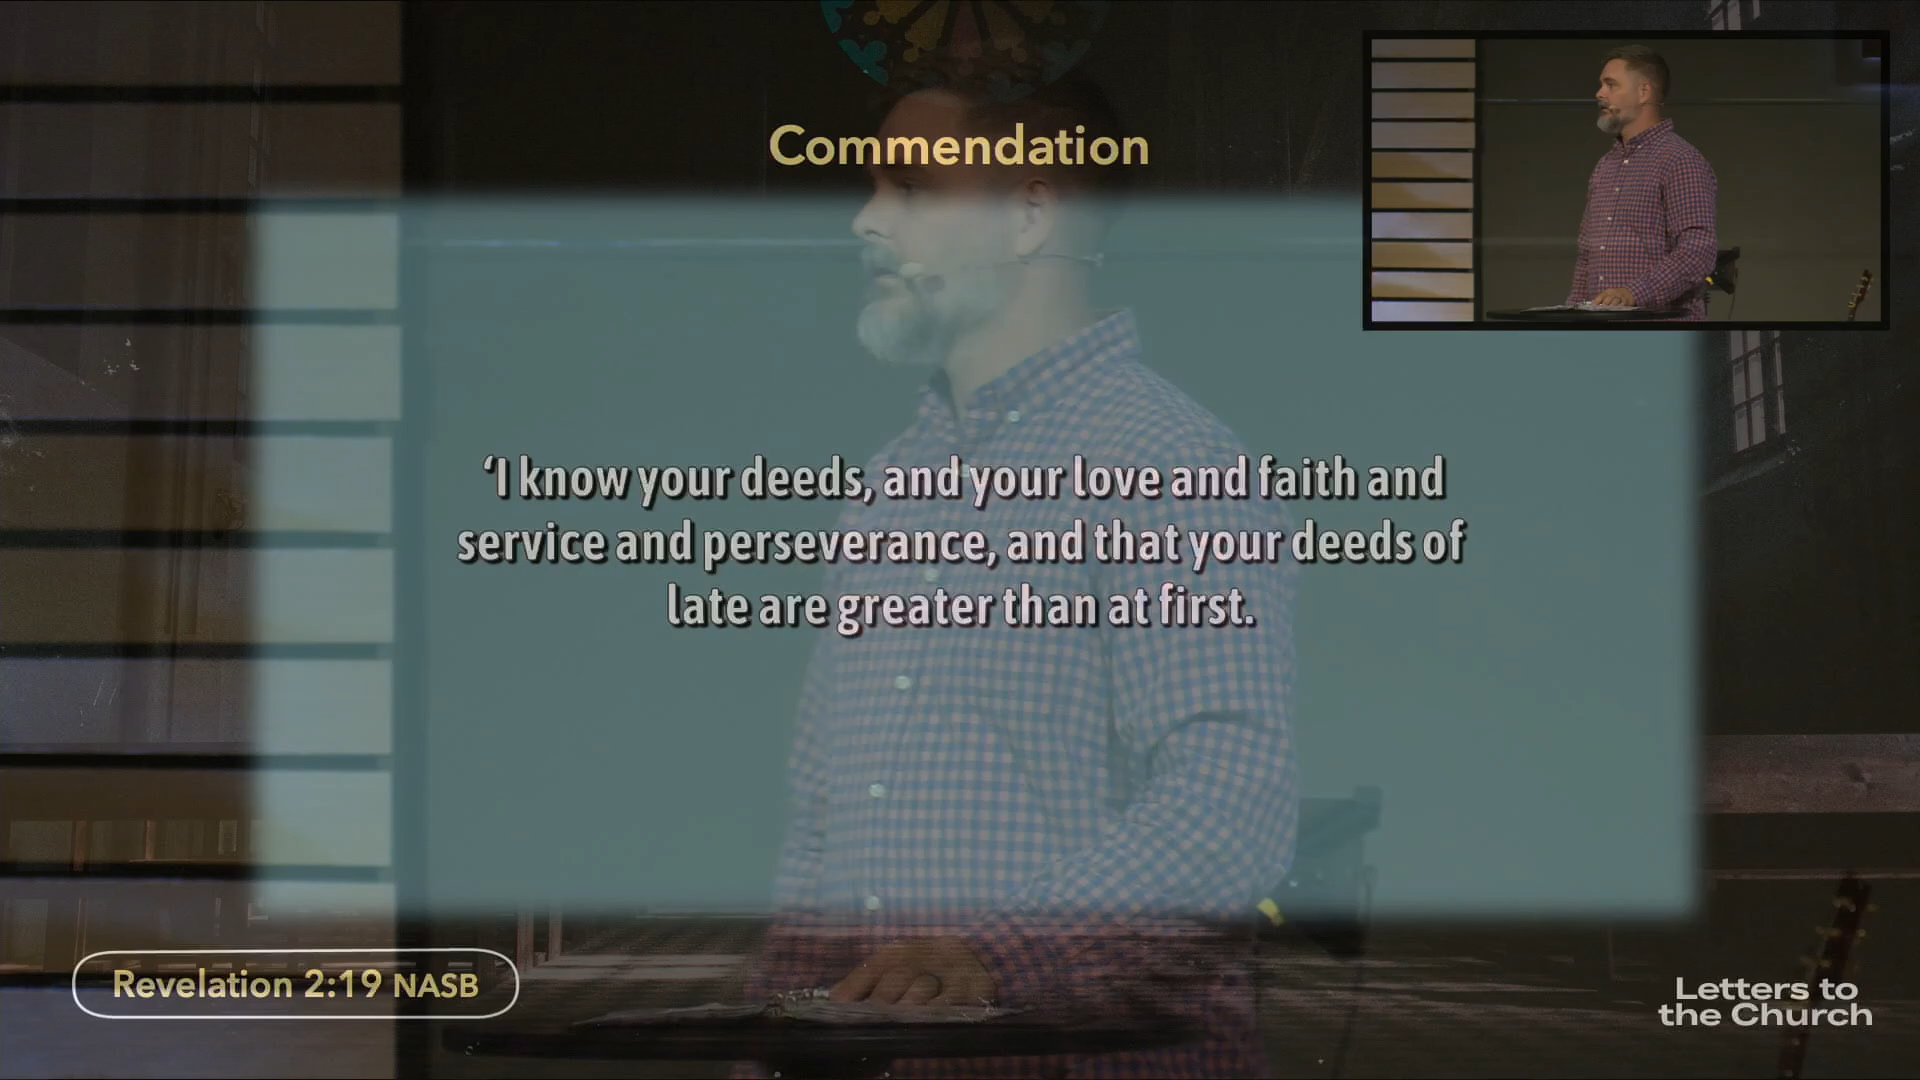 Commendation
‘I know your deeds, and your love and faith and
service and perseverance, and that your deeds of
late are greater than at first.
Revelation 2:19 NASB
Letters to
the Church